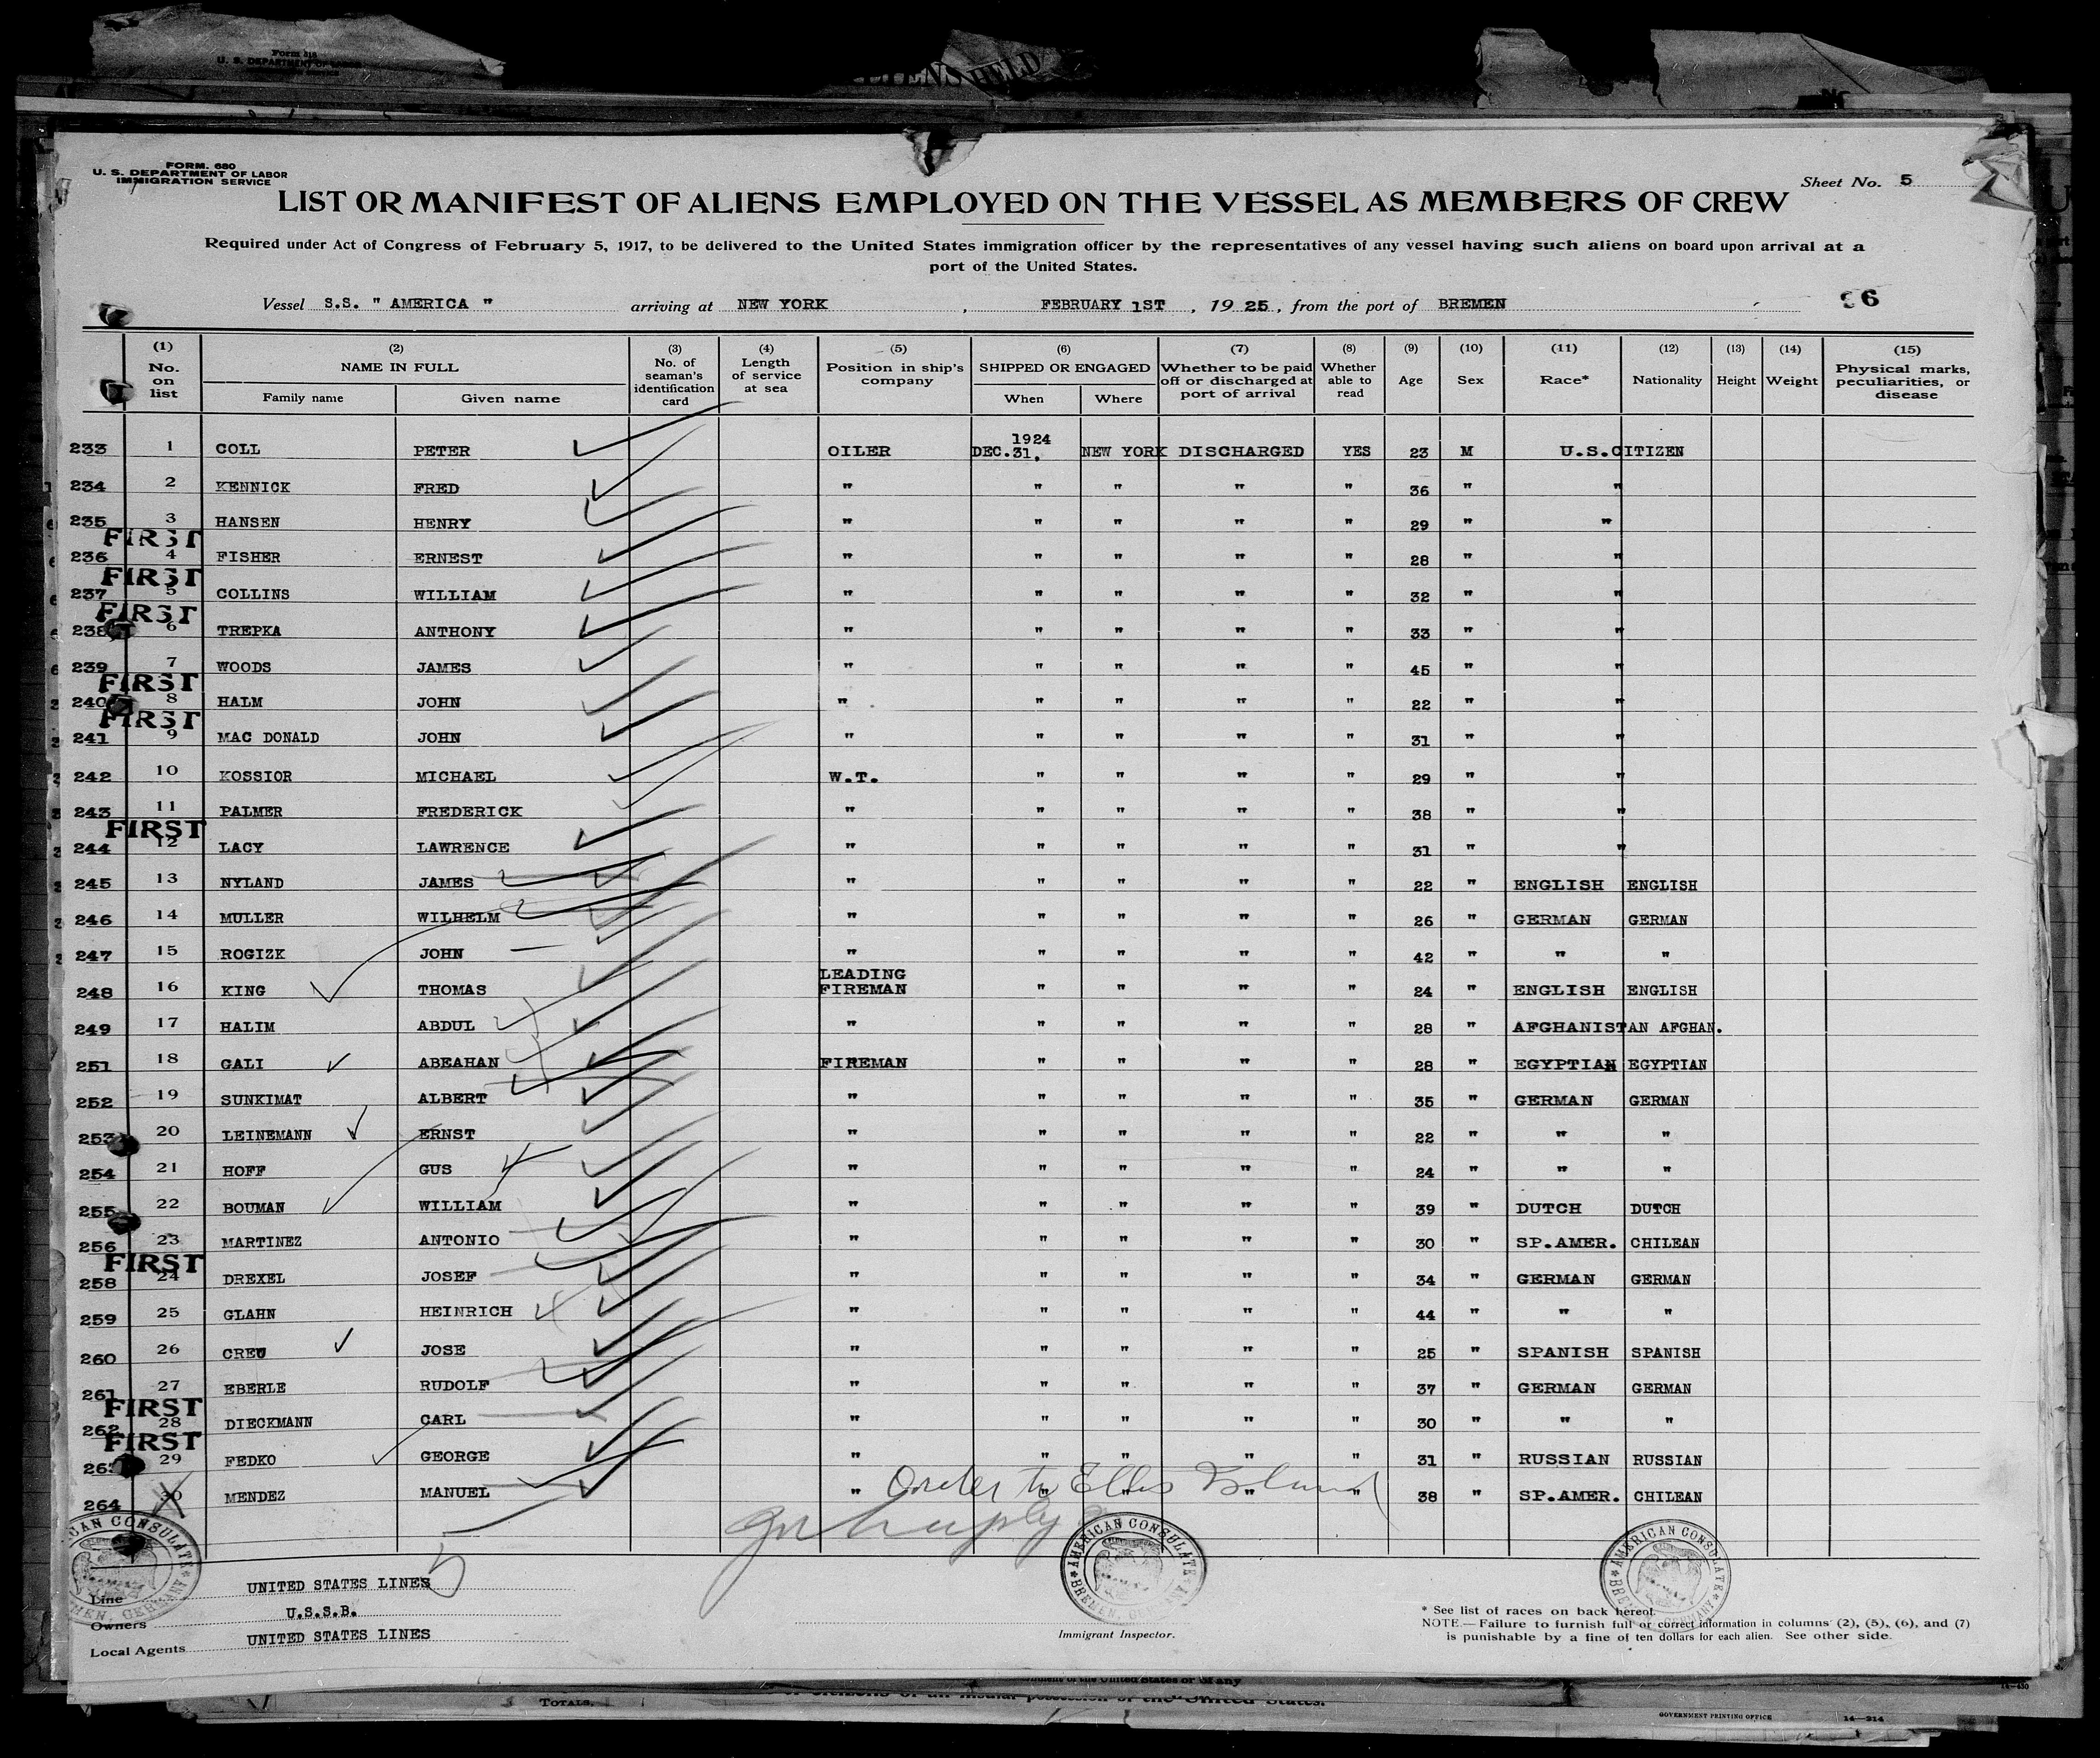 Form 916
U. S. DEPARTMENT OF LABOR
FORM. 680
U. S. DEPARTMENT OF LABOR
IMMIGRATION SERVICE
Sheet No. 5
LIST OR MANIFEST OF ALIENS EMPLOYED ON THE VESSEL AS MEMBERS OF CREW
Required under Act of Congress of February 5, 1917, to be delivered to the United States immigration officer by the representatives of any vessel having such aliens on board upon arrival at a
port of the United States.
Vessel S.S. " AMERICA " arriving at NEW YORK , FEBRUARY 1ST , 19 25 , from the port of BREMEN
6
(1) No. on list (2) NAME IN FULL Family name Given name (3) No. of seaman's identification card (4) Length of service at sea (5) Position in ship's company (6) SHIPPED OR ENGAGED When Where (7) Whether to be paid off or discharged at port of arrival (8) Whether able to read (9) Age (10) Sex (11) Race* (12) Nationality (13) Height (14) Weight (15) Physical marks, peculiarities, or disease
233 1 COLL PETER OILER 1924 DEC.31, NEW YORK DISCHARGED YES 23 M U.S.CITIZEN
234 2 KENNICK FRED " " " " " 36 " "
235 3 HANSEN HENRY " " " " " 29 " "
FIRST
236 4 FISHER ERNEST " " " " " 28 " "
FIRST
237 5 COLLINS WILLIAM " " " " " 32 " "
FIRST
238 6 TREPKA ANTHONY " " " " " 33 " "
239 7 WOODS JAMES " " " " " 45 " "
FIRST
240 8 HALM JOHN " " " " " 22 " "
FIRST
241 9 MAC DONALD JOHN " " " " " 31 " "
242 10 KOSSIOR MICHAEL W.T. " " " " 29 " "
243 11 PALMER FREDERICK " " " " " 38 " "
FIRST
244 12 LACY LAWRENCE " " " " " 31 " "
245 13 NYLAND JAMES " " " " " 22 " ENGLISH ENGLISH
246 14 MULLER WILHELM " " " " " 26 " GERMAN GERMAN
247 15 ROGIZK JOHN " " " " " 42 " " "
248 16 KING THOMAS LEADING FIREMAN " " " " 24 " ENGLISH ENGLISH
249 17 HALIM ABDUL " " " " " 28 " AFGHANISTAN AFGHAN.
251 18 GALI ABEAHAN FIREMAN " " " " 28 " EGYPTIAN EGYPTIAN
252 19 SUNKIMAT ALBERT " " " " " 35 " GERMAN GERMAN
253 20 LEINEMANN ERNST " " " " " 22 " " "
254 21 HOFF GUS " " " " " 24 " " "
255 22 BOUMAN WILLIAM " " " " " 39 " DUTCH DUTCH
256 23 MARTINEZ ANTONIO " " " " " 30 " SP.AMER. CHILEAN
FIRST
258 24 DREXEL JOSEF " " " " " 34 " GERMAN GERMAN
259 25 GLAHN HEINRICH " " " " " 44 " " "
260 26 CREU JOSE " " " " " 25 " SPANISH SPANISH
261 27 EBERLE RUDOLF " " " " " 37 " GERMAN GERMAN
FIRST
262 28 DIECKMANN CARL " " " " " 30 " " "
FIRST
263 29 FEDKO GEORGE " " " " " 31 " RUSSIAN RUSSIAN
264 30 MENDEZ MANUEL " " " " " 38 " SP.AMER. CHILEAN
Order to Ellis Island
5
AMERICAN CONSULATE BREMEN, GERMANY
AMERICAN CONSULATE BREMEN, GERMANY
AMERICAN CONSULATE BREMEN, GERMANY
Line UNITED STATES LINES
Owners U.S.S.B.
Local Agents UNITED STATES LINES
Immigrant Inspector.
* See list of races on back hereof.
NOTE.—Failure to furnish full or correct information in columns (2), (5), (6), and (7)
is punishable by a fine of ten dollars for each alien. See other side.
TOTALS.
GOVERNMENT PRINTING OFFICE 14—214